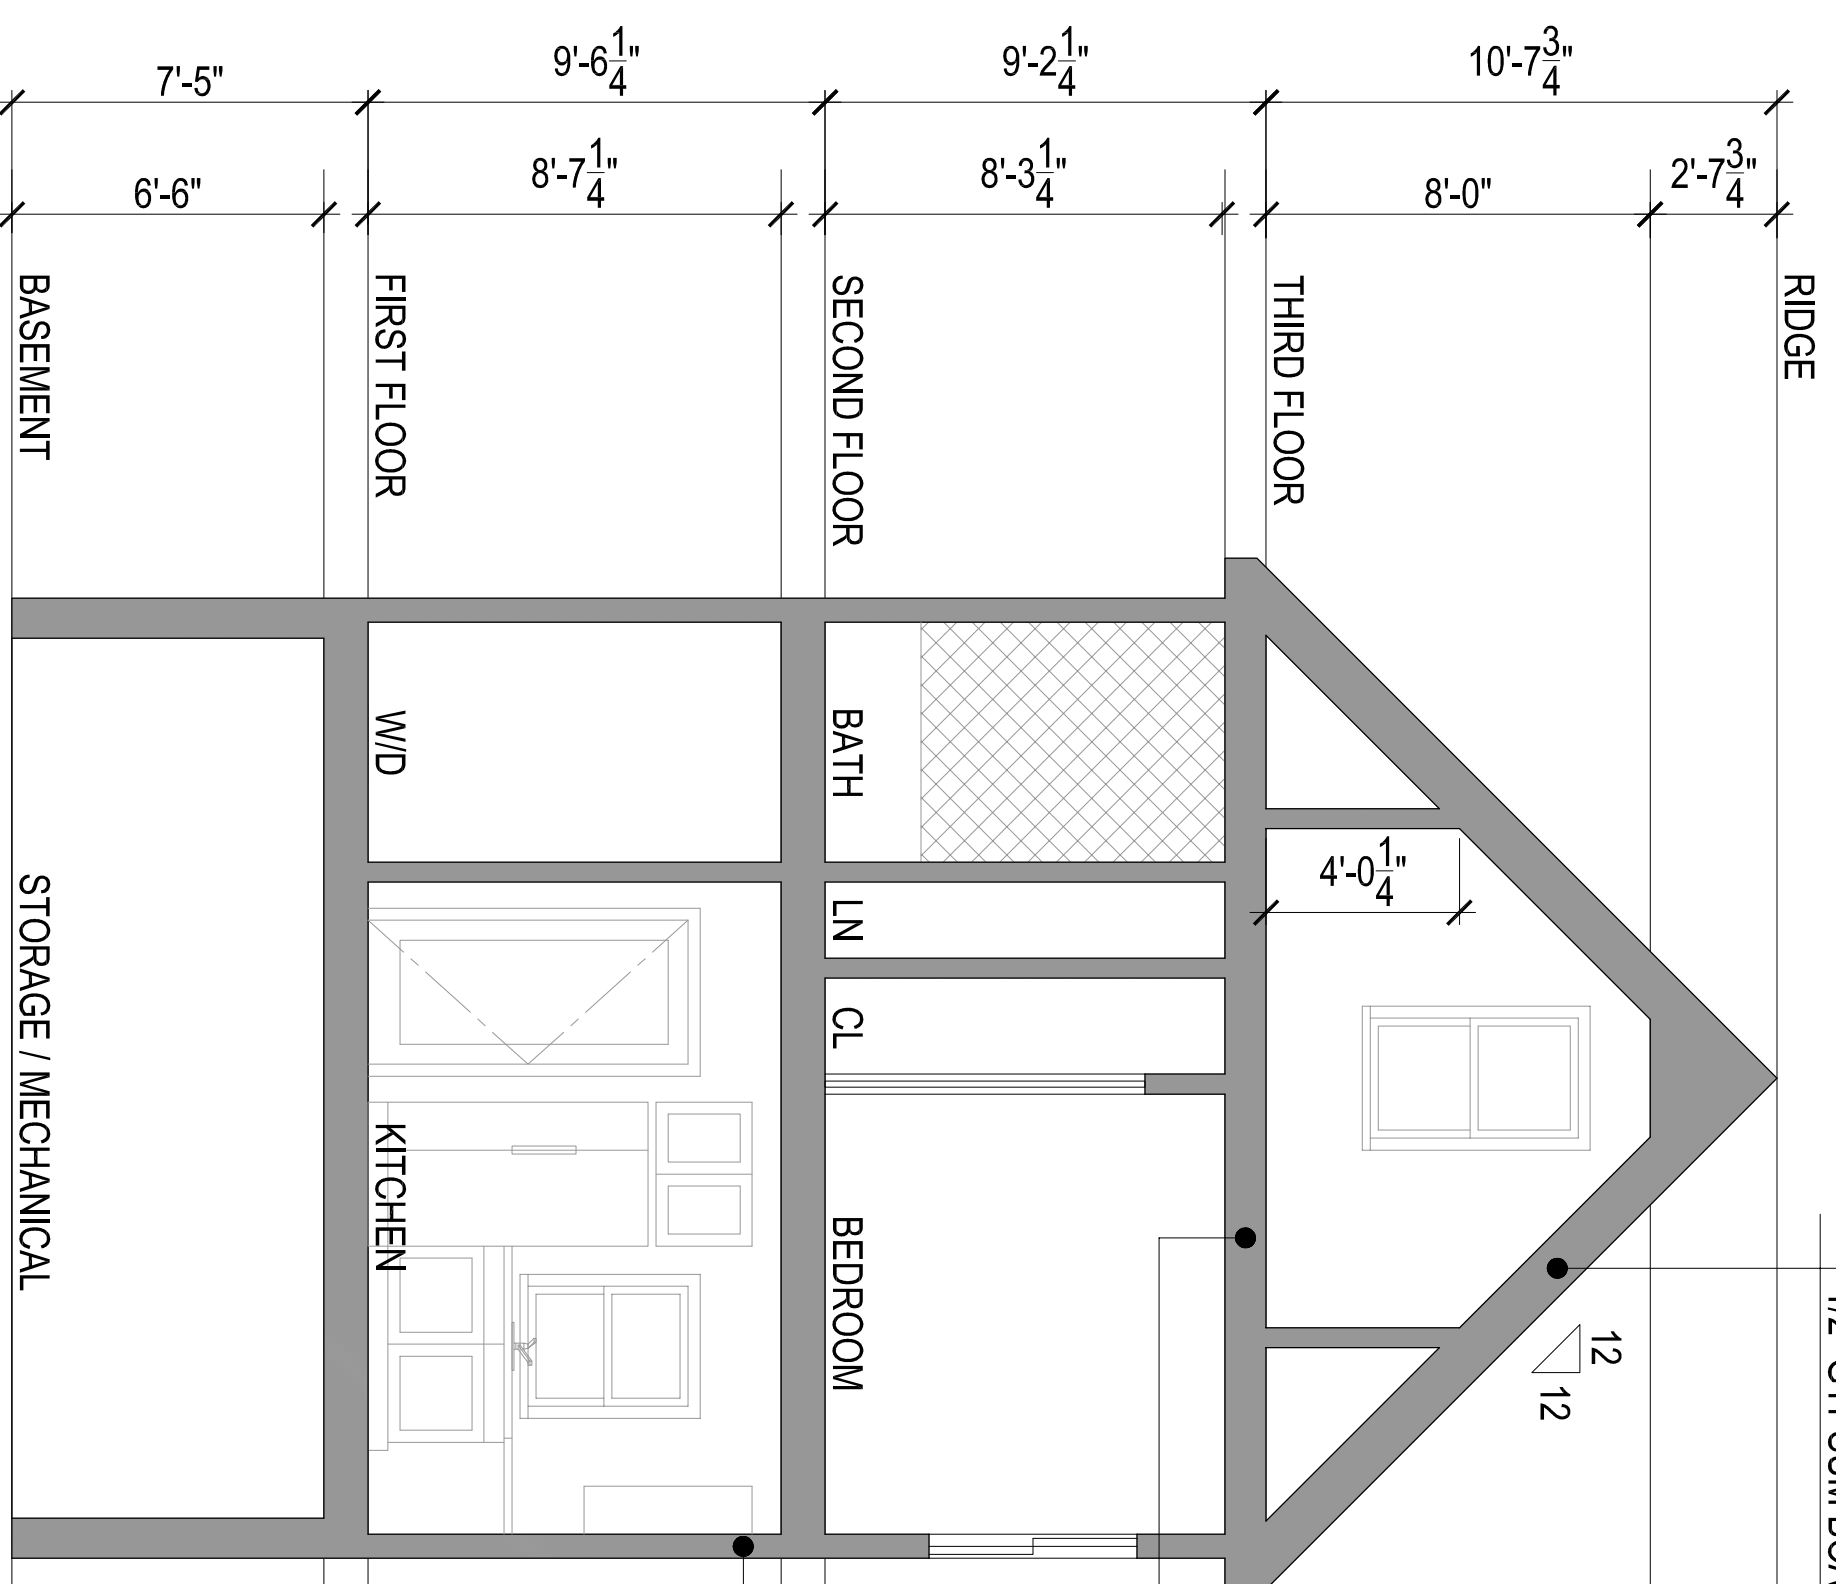 7'-5"
9'-6 1/4"
9'-2 1/4"
10'-7 3/4"
6'-6"
8'-7 1/4"
8'-3 1/4"
8'-0"
2'-7 3/4"
BASEMENT
FIRST FLOOR
SECOND FLOOR
THIRD FLOOR
RIDGE
W/D
BATH
4'-0 1/4"
STORAGE / MECHANICAL
LN
CL
KITCHEN
BEDROOM
12
12